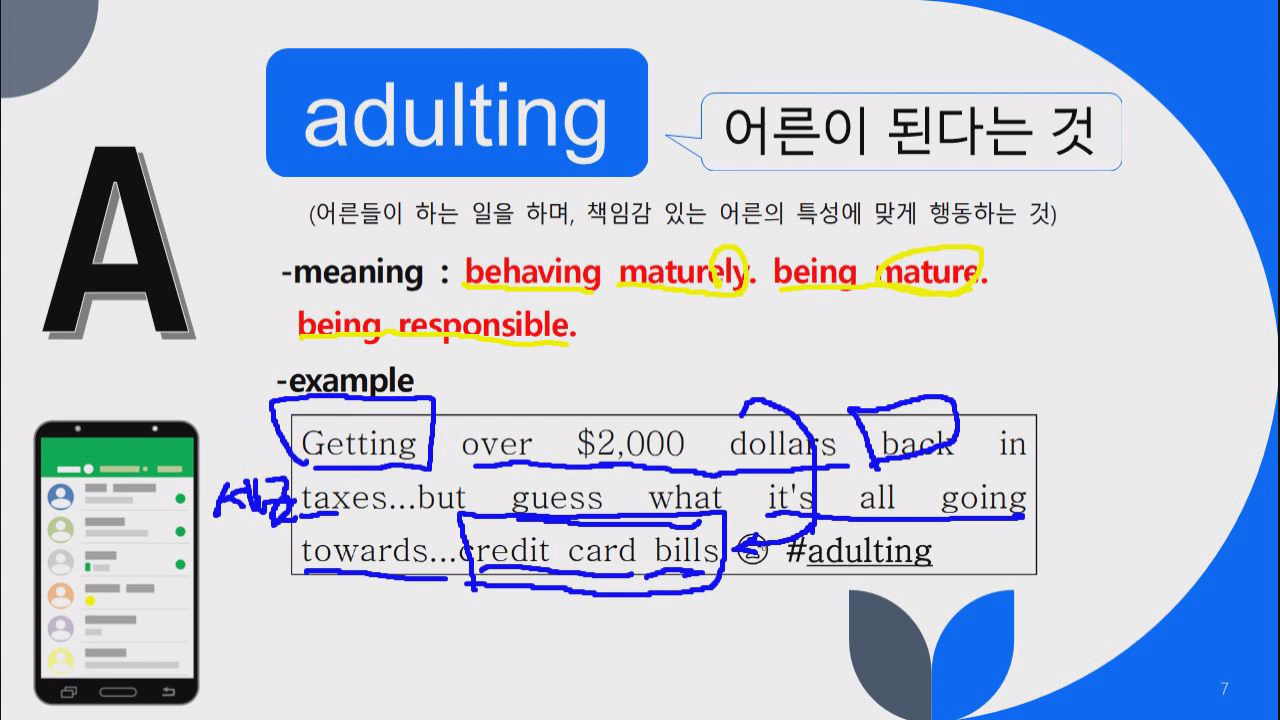 adulting
어른이 된다는 것
(어른들이 하는 일을 하며, 책임감 있는 어른의 특성에 맞게 행동하는 것)
A
-meaning : behaving maturely. being mature.
being responsible.
-example
Getting over $2,000 dollars back in
세금
taxes...but guess what it's all going
towards...credit card bills #adulting
7